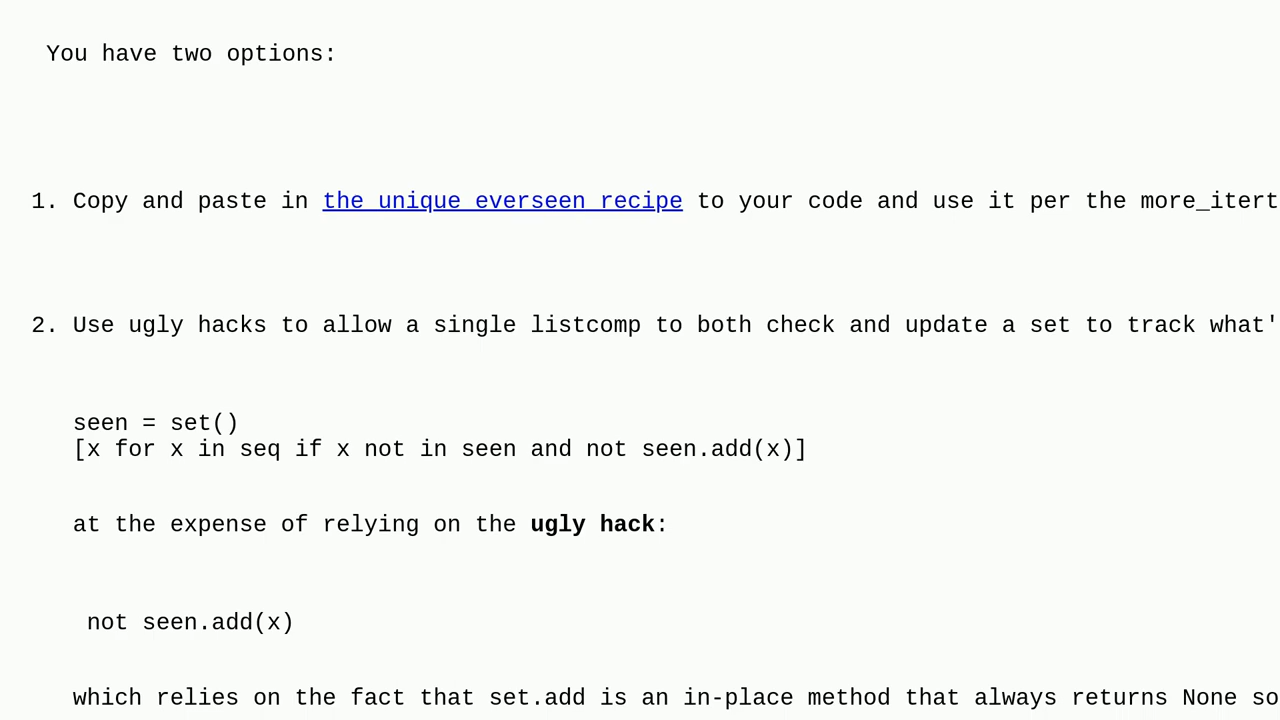 You have two options:
1. Copy and paste in the unique_everseen recipe to your code and use it per the more_itert
2. Use ugly hacks to allow a single listcomp to both check and update a set to track what'
seen = set()
[x for x in seq if x not in seen and not seen.add(x)]
at the expense of relying on the ugly hack:
not seen.add(x)
which relies on the fact that set.add is an in-place method that always returns None so